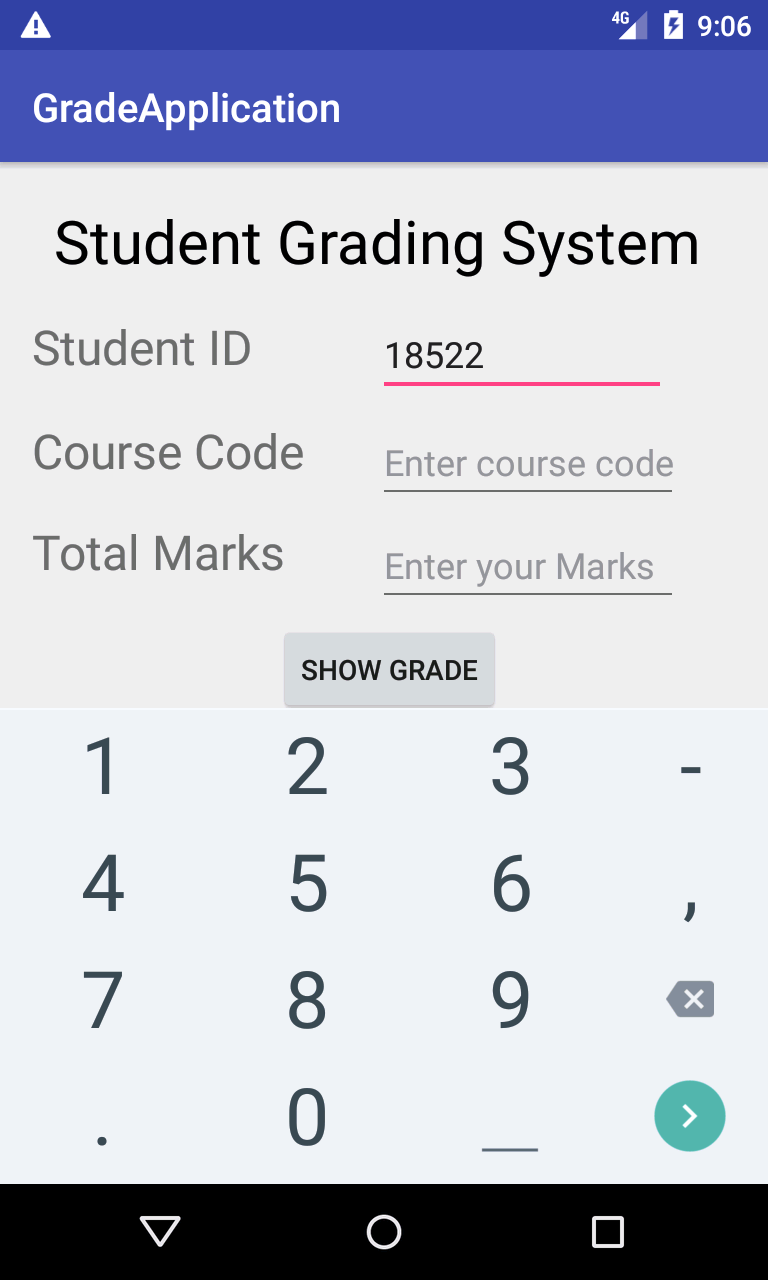 4G 9:06
GradeApplication
Student Grading System
Student ID 18522
Course Code Enter course code
Total Marks Enter your Marks
SHOW GRADE
1 2 3 -
4 5 6 ,
7 8 9
. 0 _